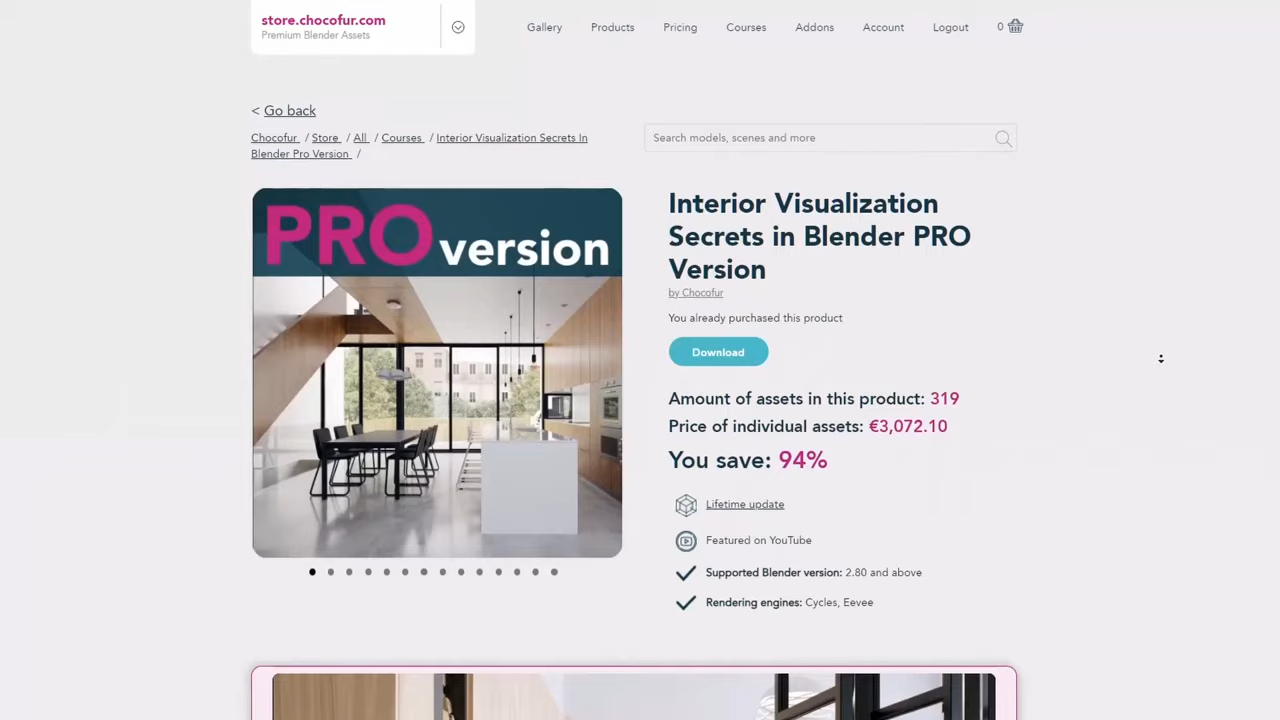 store.chocofur.com
Premium Blender Assets
Gallery Products Pricing Courses Addons Account Logout 0
< Go back
Chocofur / Store / All / Courses / Interior Visualization Secrets In
Blender Pro Version /
Search models, scenes and more
PRO version
Interior Visualization
Secrets in Blender PRO
Version
by Chocofur
You already purchased this product
Download
Amount of assets in this product: 319
Price of individual assets: €3,072.10
You save: 94%
Lifetime update
Featured on YouTube
Supported Blender version: 2.80 and above
Rendering engines: Cycles, Eevee